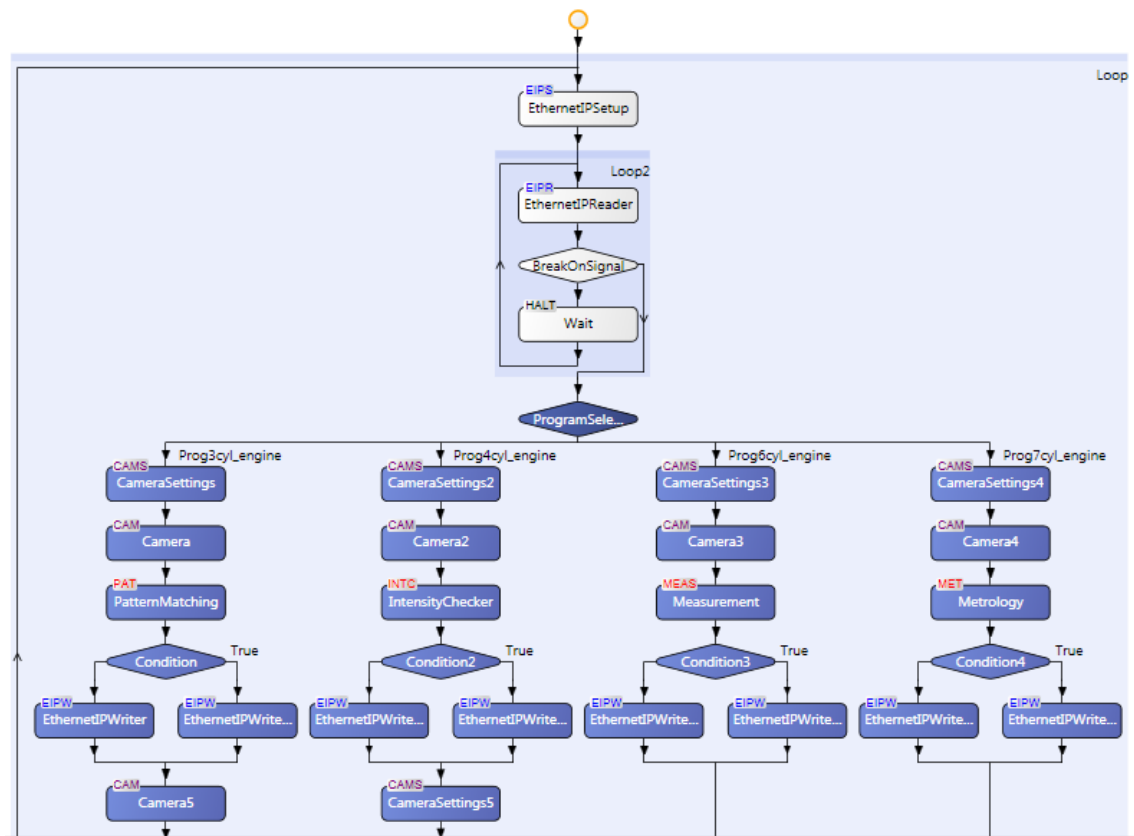 Loop
EIPS
EthernetIPSetup
Loop2
EIPR
EthernetIPReader
BreakOnSignal
HALT
Wait
ProgramSele...
Prog3cyl_engine
Prog4cyl_engine
Prog6cyl_engine
Prog7cyl_engine
CAMS
CAMS
CAMS
CAMS
CameraSettings
CameraSettings2
CameraSettings3
CameraSettings4
CAM
CAM
CAM
CAM
Camera
Camera2
Camera3
Camera4
PAT
INTC
MEAS
MET
PatternMatching
IntensityChecker
Measurement
Metrology
True
True
True
True
Condition
Condition2
Condition3
Condition4
EIPW
EIPW
EIPW
EIPW
EIPW
EIPW
EIPW
EIPW
EthernetIPWriter
EthernetIPWrite...
EthernetIPWrite...
EthernetIPWrite...
EthernetIPWrite...
EthernetIPWrite...
EthernetIPWrite...
EthernetIPWrite...
CAM
CAMS
Camera5
CameraSettings5